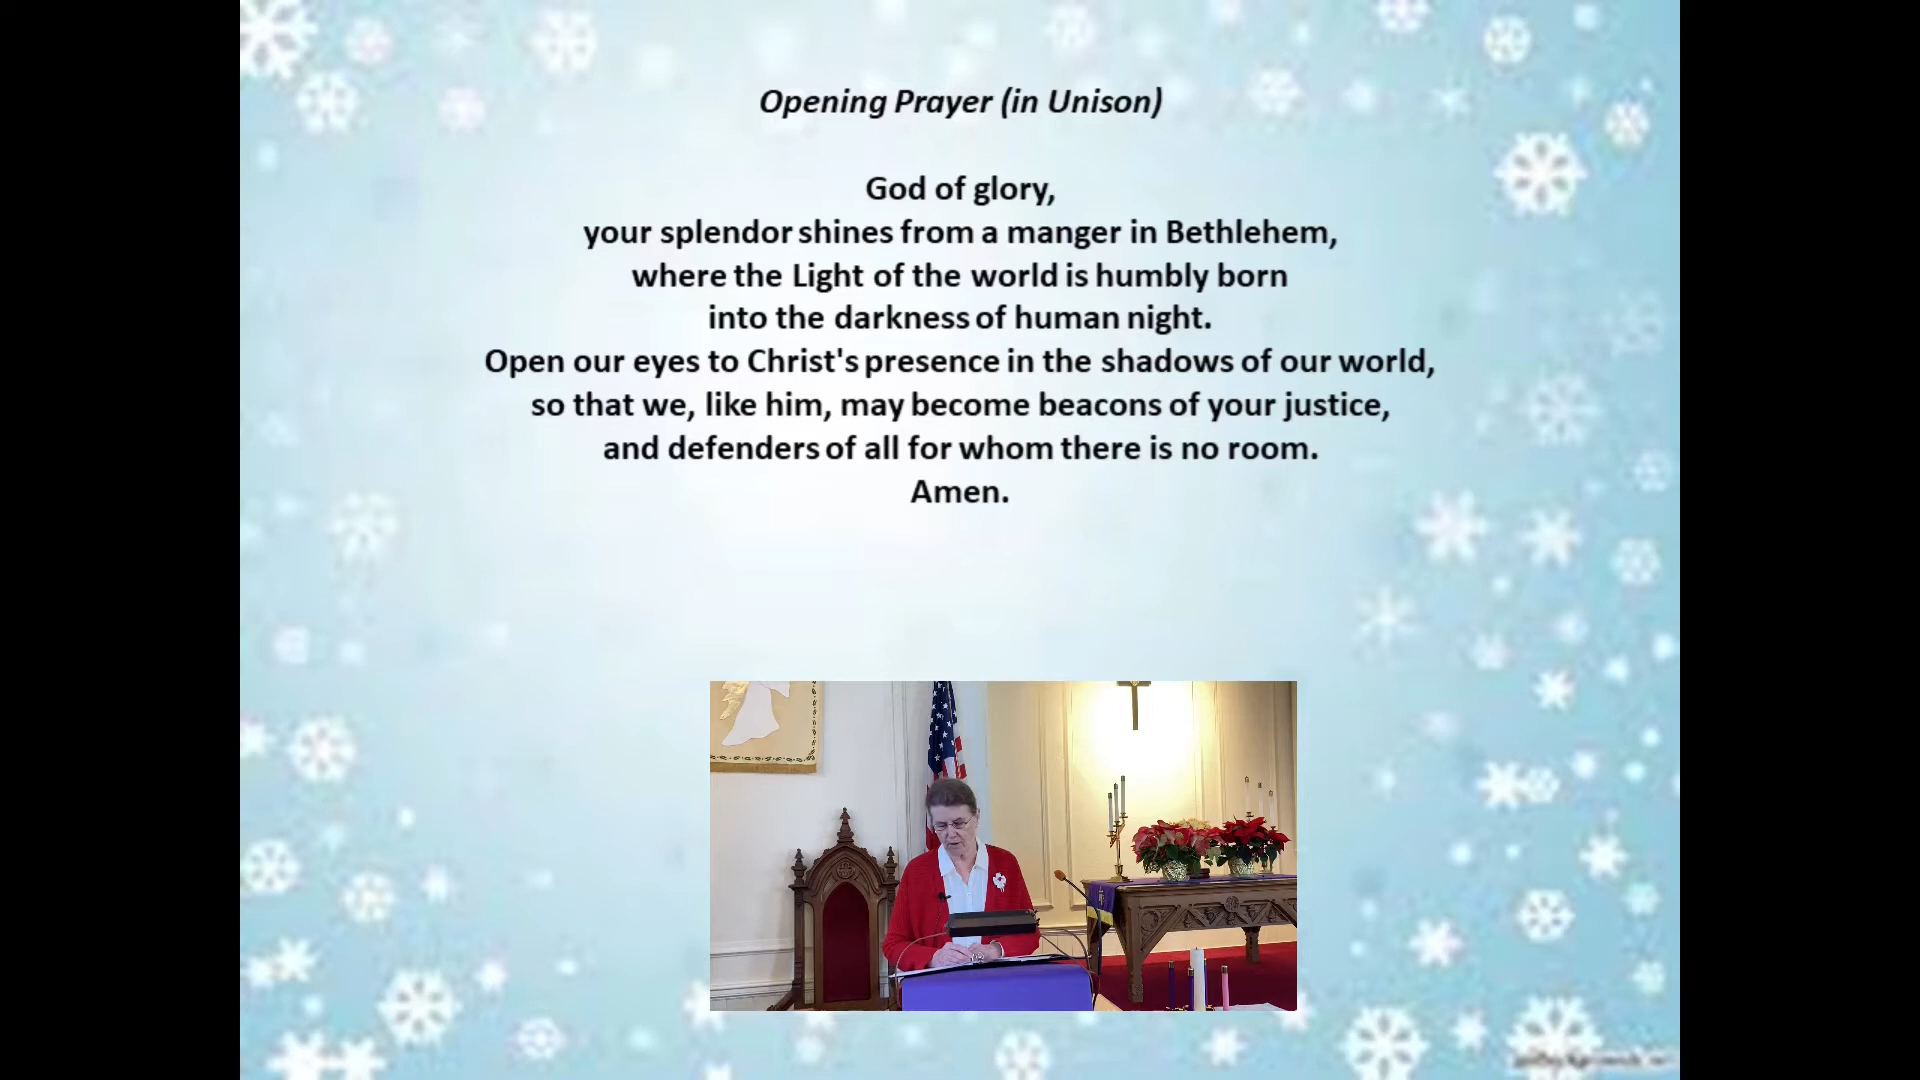 Opening Prayer (in Unison)
God of glory,
your splendor shines from a manger in Bethlehem,
where the Light of the world is humbly born
into the darkness of human night.
Open our eyes to Christ's presence in the shadows of our world,
so that we, like him, may become beacons of your justice,
and defenders of all for whom there is no room.
Amen.